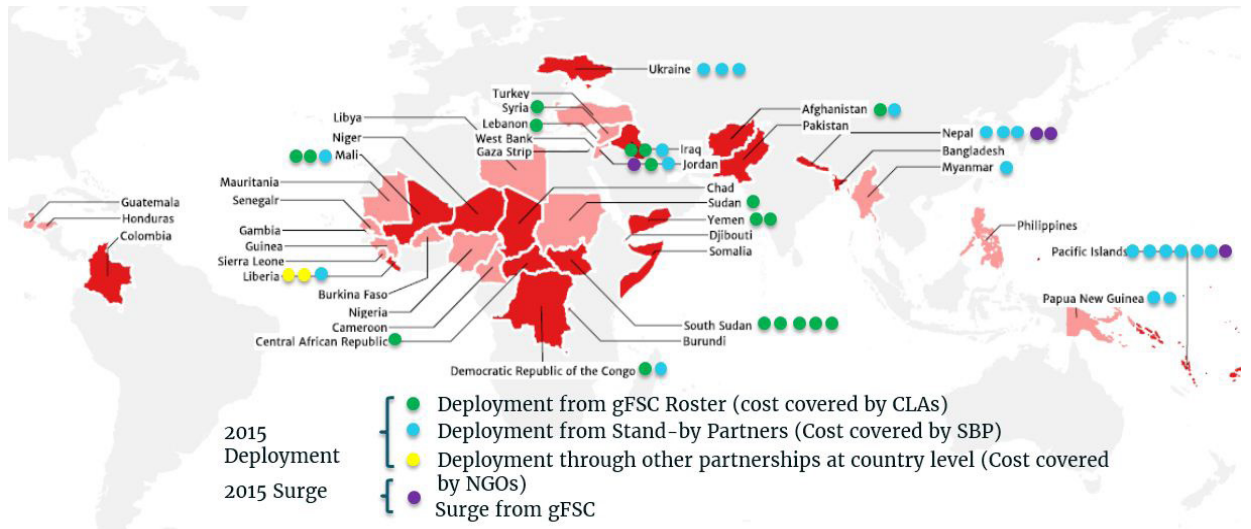 Ukraine
Turkey
Syria
Lebanon
West Bank
Gaza Strip
Libya
Niger
Mali
Mauritania
Senegalr
Gambia
Guinea
Sierra Leone
Liberia
Burkina Faso
Nigeria
Cameroon
Central African Republic
Guatemala
Honduras
Colombia
Iraq
Jordan
Chad
Sudan
Yemen
Djibouti
Somalia
South Sudan
Burundi
Democratic Republic of the Congo
Afghanistan
Pakistan
Nepal
Bangladesh
Myanmar
Philippines
Pacific Islands
Papua New Guinea
2015
Deployment
Deployment from gFSC Roster (cost covered by CLAs)
Deployment from Stand-by Partners (Cost covered by SBP)
Deployment through other partnerships at country level (Cost covered
by NGOs)
2015 Surge
Surge from gFSC